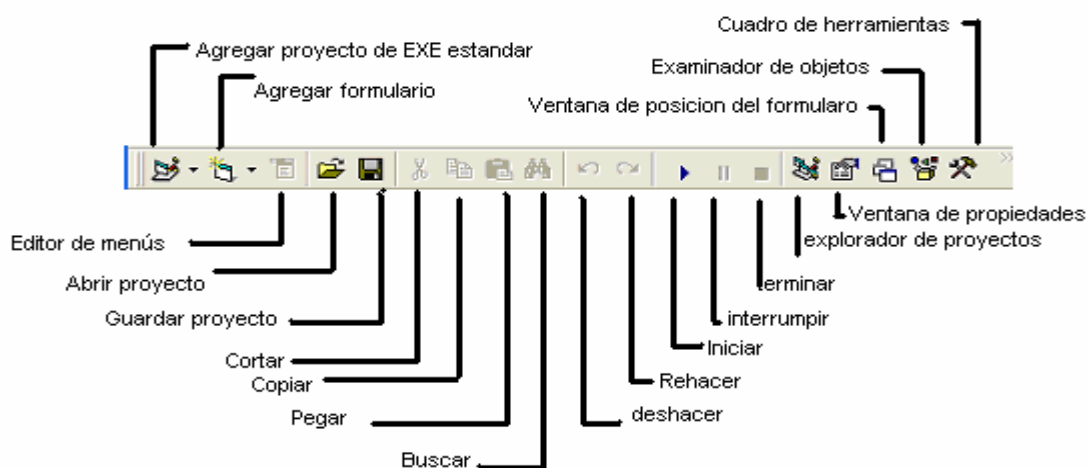 Cuadro de herramientas
Agregar proyecto de EXE estandar
Examinador de objetos
Agregar formulario
Ventana de posicion del formularo
Ventana de propiedades
Editor de menús
explorador de proyectos
Abrir proyecto
erminar
Guardar proyecto
interrumpir
Iniciar
Cortar
Copiar
Rehacer
Pegar
deshacer
Buscar